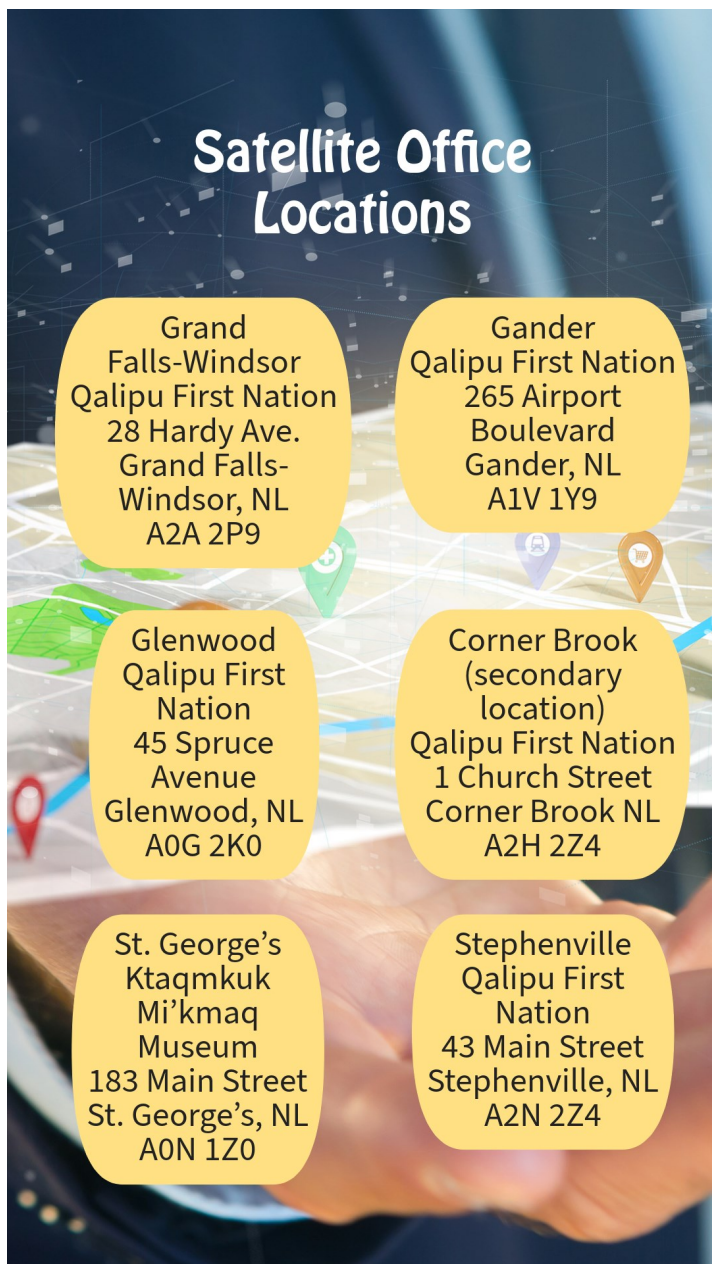 Satellite Office
Locations
Grand
Falls-Windsor
Qalipu First Nation
28 Hardy Ave.
Grand Falls-
Windsor, NL
A2A 2P9
Gander
Qalipu First Nation
265 Airport
Boulevard
Gander, NL
A1V 1Y9
Glenwood
Qalipu First
Nation
45 Spruce
Avenue
Glenwood, NL
A0G 2K0
Corner Brook
(secondary
location)
Qalipu First Nation
1 Church Street
Corner Brook NL
A2H 2Z4
St. George’s
Ktaqmkuk
Mi’kmaq
Museum
183 Main Street
St. George’s, NL
A0N 1Z0
Stephenville
Qalipu First
Nation
43 Main Street
Stephenville, NL
A2N 2Z4